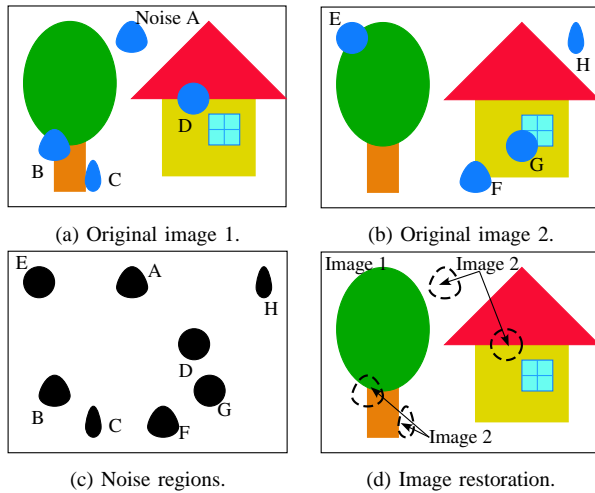 Noise A
B
C
D
(a) Original image 1.
E
H
G
F
(b) Original image 2.
E
A
H
D
B
C
F
G
(c) Noise regions.
Image 1
Image 2
Image 2
(d) Image restoration.